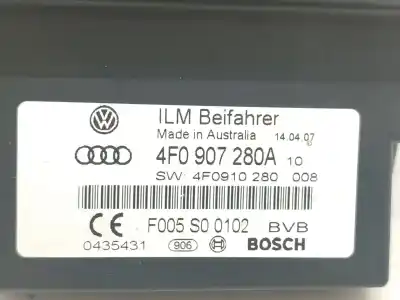 ILM Beifahrer
Made in Australia 14.04.07
4F0 907 280A 10
SW: 4F0910 280 008
CE F005 S0 0102 BVB
0435431 906 BOSCH